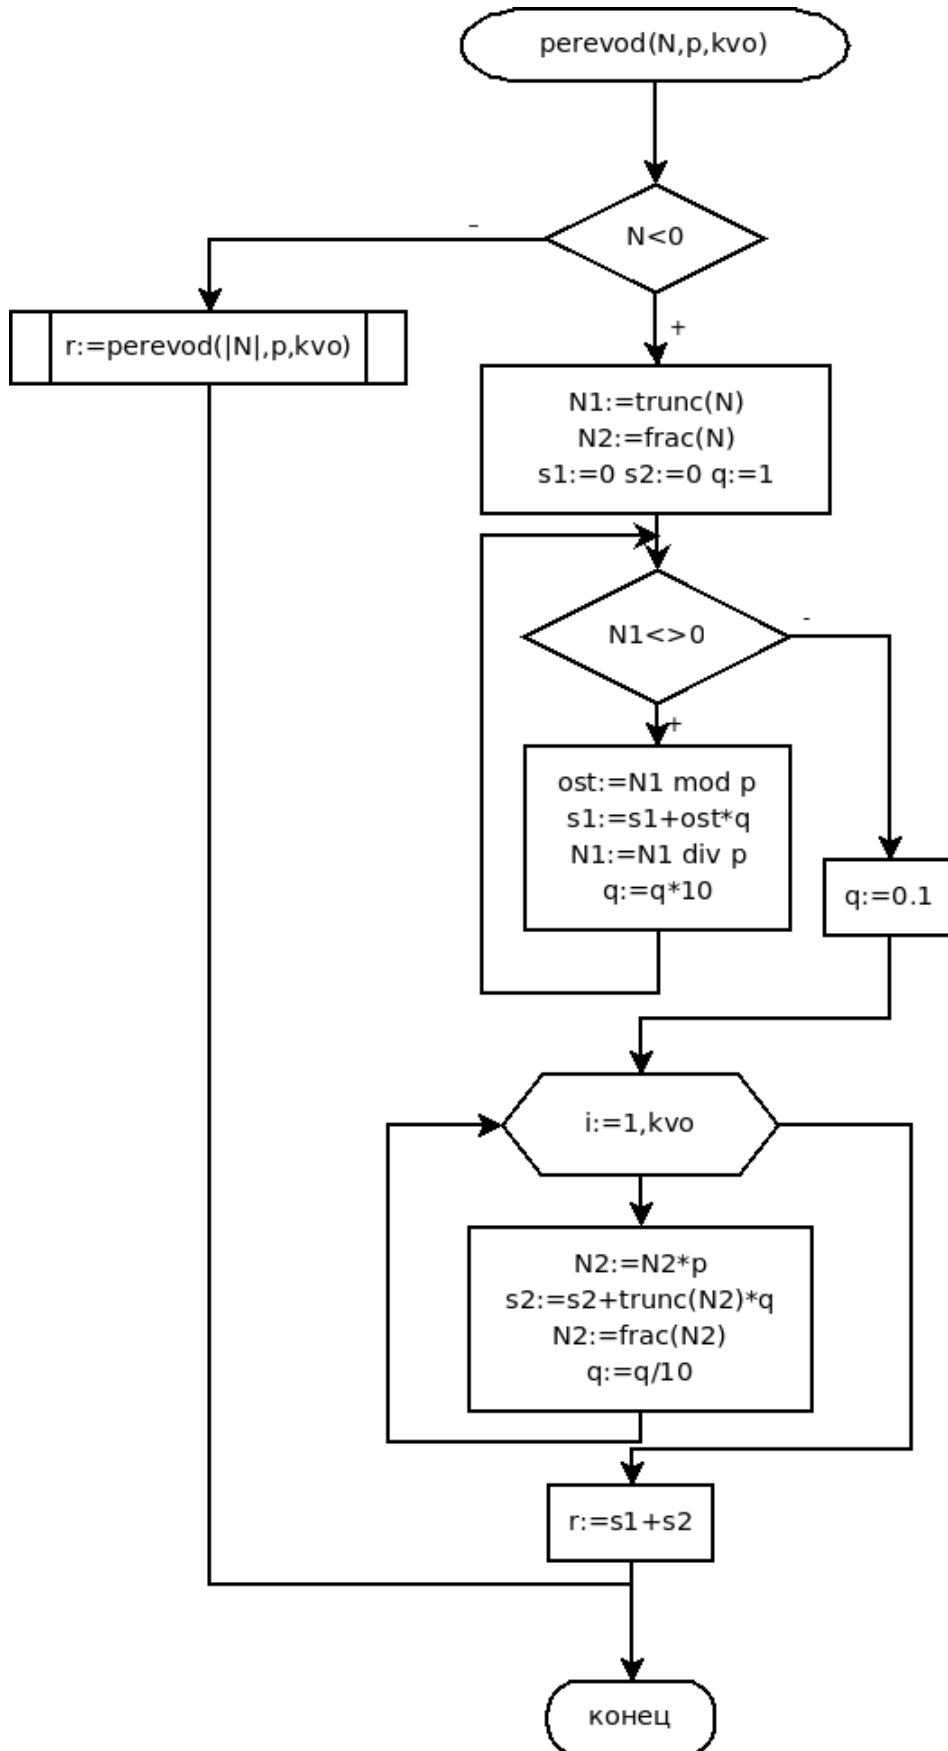 perevod(N,p,kvo)
N<0
-
+
r:=perevod(|N|,p,kvo)
N1:=trunc(N)
N2:=frac(N)
s1:=0 s2:=0 q:=1
N1<>0
-
+
ost:=N1 mod p
s1:=s1+ost*q
N1:=N1 div p
q:=q*10
q:=0.1
i:=1,kvo
N2:=N2*p
s2:=s2+trunc(N2)*q
N2:=frac(N2)
q:=q/10
r:=s1+s2
конец